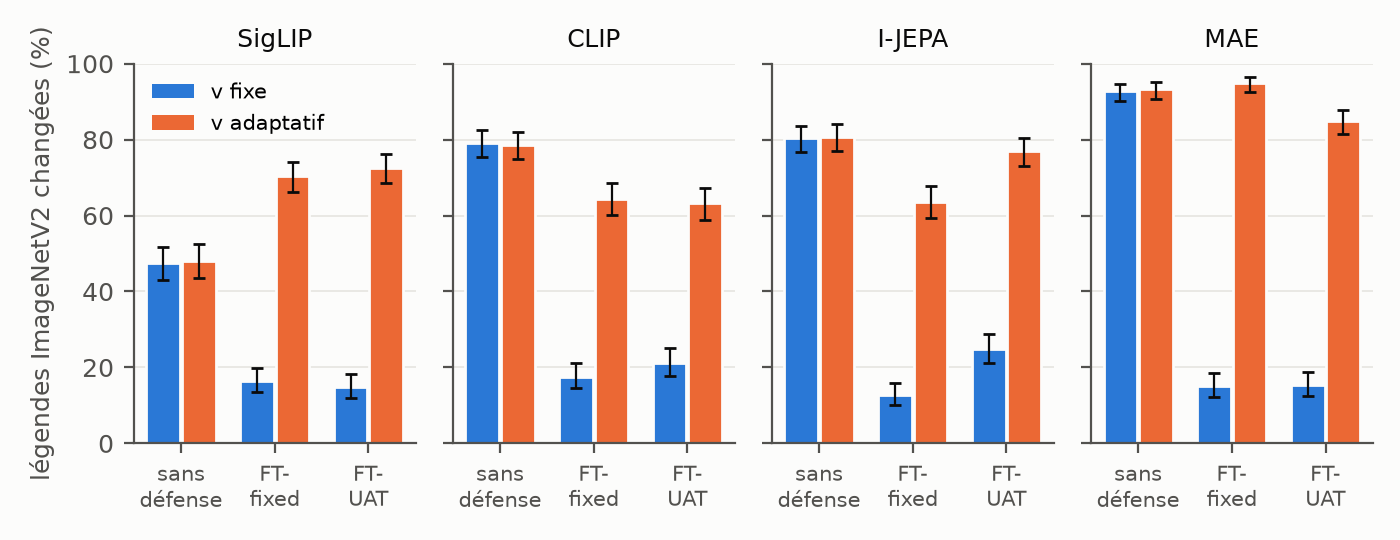 SigLIP
CLIP
I-JEPA
MAE
légendes ImageNetV2 changées (%)
100
80
60
40
20
0
v fixe
v adaptatif
sans
défense
FT-
fixed
FT-
UAT
sans
défense
FT-
fixed
FT-
UAT
sans
défense
FT-
fixed
FT-
UAT
sans
défense
FT-
fixed
FT-
UAT